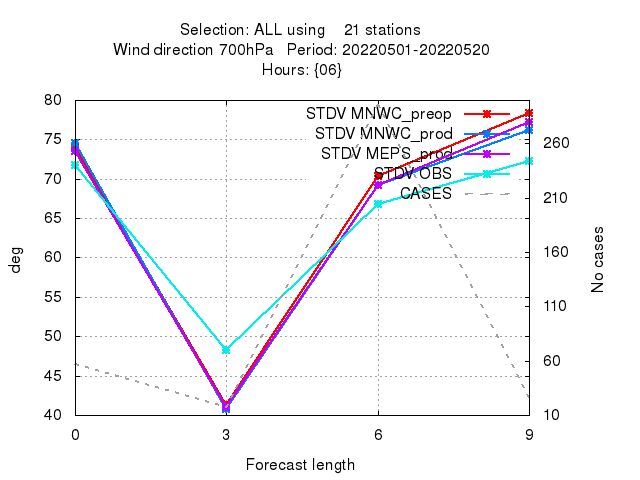 Selection: ALL using    21 stations
Wind direction 700hPa   Period: 20220501-20220520
Hours: {06}
STDV MNWC_preop
STDV MNWC_prod
STDV MEPS_prod
STDV OBS
CASES
80
75
70
65
60
55
50
45
40
deg
260
210
160
110
60
10
No cases
0 3 6 9
Forecast length